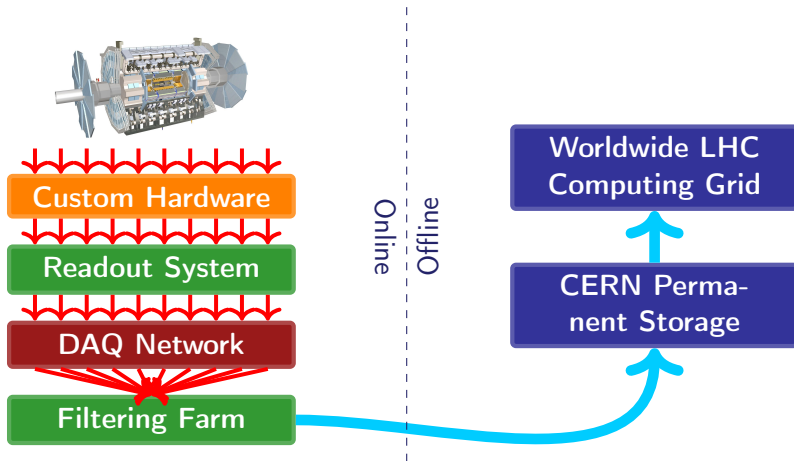 Custom Hardware
Readout System
DAQ Network
Filtering Farm
Online
Offline
Worldwide LHC
Computing Grid
CERN Perma-
nent Storage